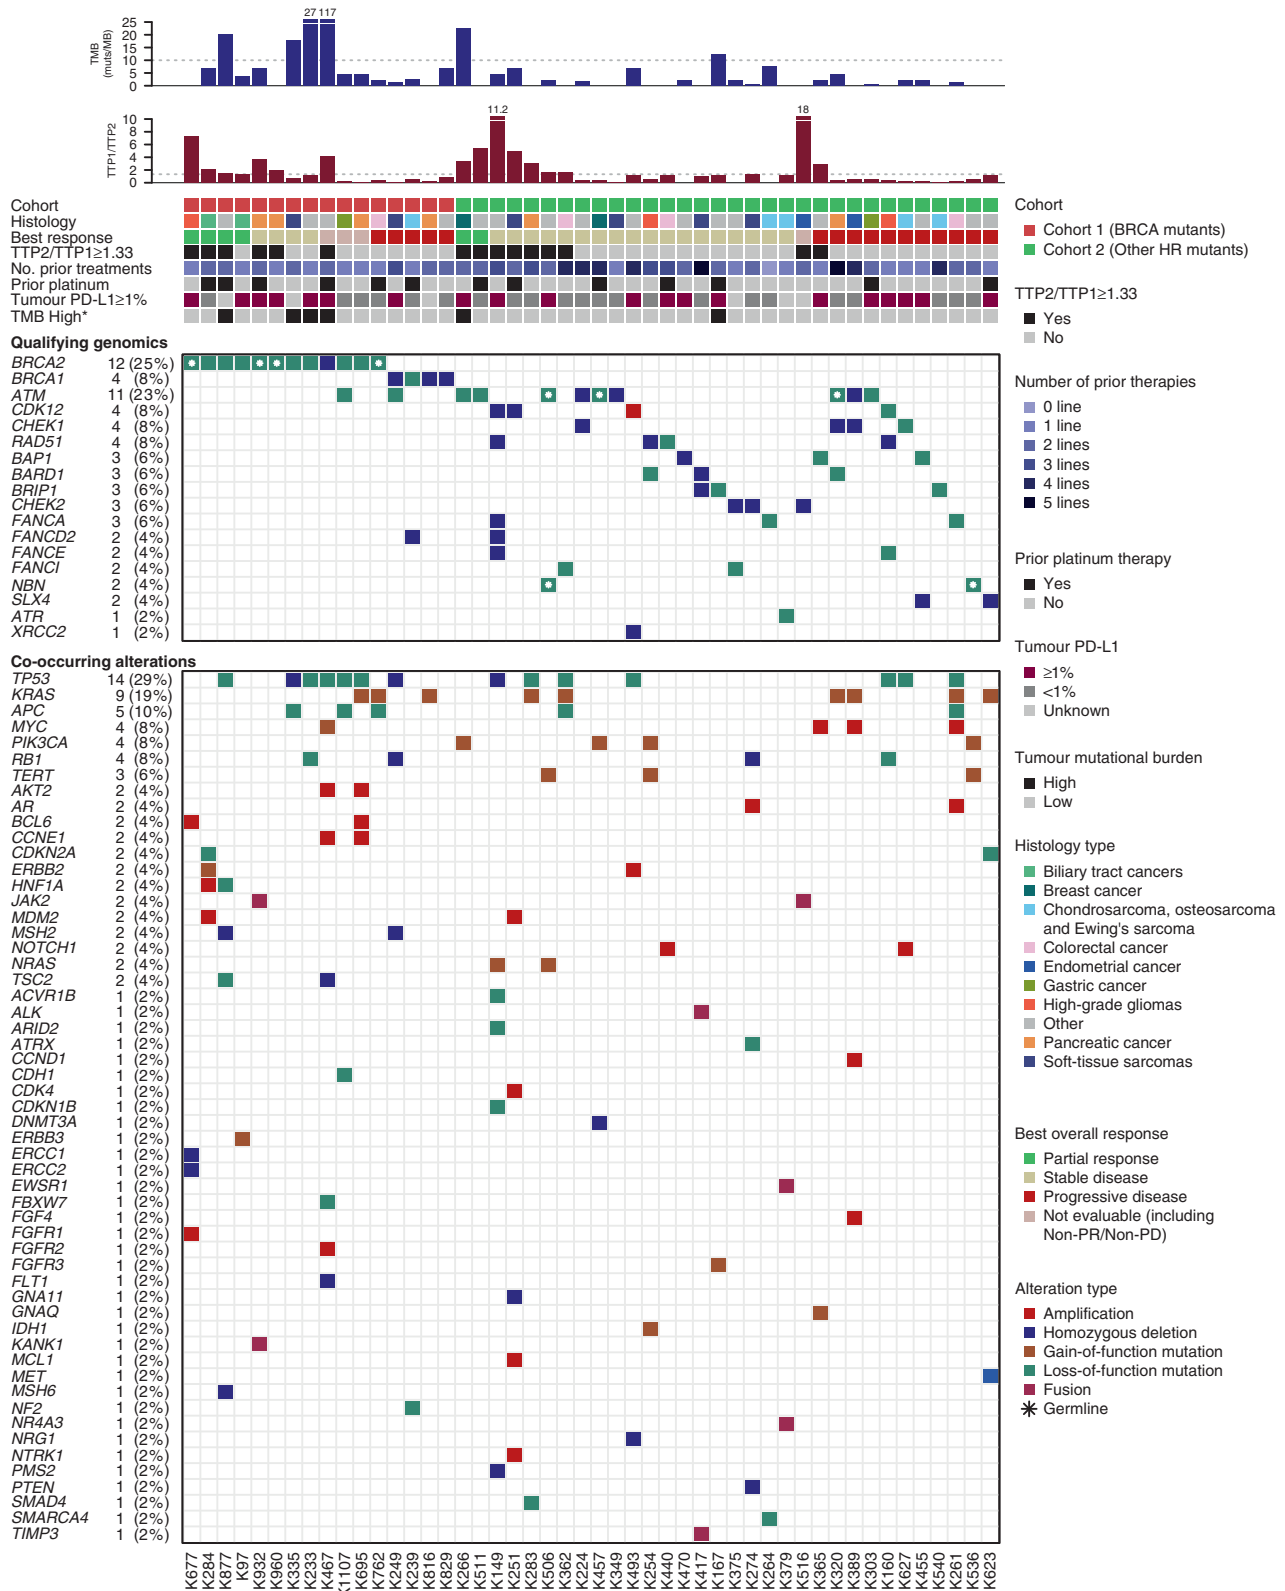 27 117
TMB
(muts/MB)
25
20
15
10
5
0
11.2
18
TTP1/TTP2
10
8
6
4
2
0
Cohort
Histology
Best response
TTP2/TTP1≥1.33
No. prior treatments
Prior platinum
Tumour PD-L1≥1%
TMB High*
Qualifying genomics
BRCA2 12 (25%)
BRCA1 4 (8%)
ATM 11 (23%)
CDK12 4 (8%)
CHEK1 4 (8%)
RAD51 4 (8%)
BAP1 3 (6%)
BARD1 3 (6%)
BRIP1 3 (6%)
CHEK2 3 (6%)
FANCA 3 (6%)
FANCD2 2 (4%)
FANCE 2 (4%)
FANCI 2 (4%)
NBN 2 (4%)
SLX4 2 (4%)
ATR 1 (2%)
XRCC2 1 (2%)
Co-occurring alterations
TP53 14 (29%)
KRAS 9 (19%)
APC 5 (10%)
MYC 4 (8%)
PIK3CA 4 (8%)
RB1 4 (8%)
TERT 3 (6%)
AKT2 2 (4%)
AR 2 (4%)
BCL6 2 (4%)
CCNE1 2 (4%)
CDKN2A 2 (4%)
ERBB2 2 (4%)
HNF1A 2 (4%)
JAK2 2 (4%)
MDM2 2 (4%)
MSH2 2 (4%)
NOTCH1 2 (4%)
NRAS 2 (4%)
TSC2 2 (4%)
ACVR1B 1 (2%)
ALK 1 (2%)
ARID2 1 (2%)
ATRX 1 (2%)
CCND1 1 (2%)
CDH1 1 (2%)
CDK4 1 (2%)
CDKN1B 1 (2%)
DNMT3A 1 (2%)
ERBB3 1 (2%)
ERCC1 1 (2%)
ERCC2 1 (2%)
EWSR1 1 (2%)
FBXW7 1 (2%)
FGF4 1 (2%)
FGFR1 1 (2%)
FGFR2 1 (2%)
FGFR3 1 (2%)
FLT1 1 (2%)
GNA11 1 (2%)
GNAQ 1 (2%)
IDH1 1 (2%)
KANK1 1 (2%)
MCL1 1 (2%)
MET 1 (2%)
MSH6 1 (2%)
NF2 1 (2%)
NR4A3 1 (2%)
NRG1 1 (2%)
NTRK1 1 (2%)
PMS2 1 (2%)
PTEN 1 (2%)
SMAD4 1 (2%)
SMARCA4 1 (2%)
TIMP3 1 (2%)
K677 K284 K877 K97 K932 K960 K335 K233 K467 K1107 K695 K762 K249 K239 K816 K829 K266 K511 K149 K251 K283 K506 K362 K224 K457 K349 K493 K254 K440 K470 K417 K167 K375 K274 K264 K379 K516 K365 K320 K389 K303 K160 K627 K455 K540 K261 K536 K623
Cohort
Cohort 1 (BRCA mutants)
Cohort 2 (Other HR mutants)
TTP2/TTP1≥1.33
Yes
No
Number of prior therapies
0 line
1 line
2 lines
3 lines
4 lines
5 lines
Prior platinum therapy
Yes
No
Tumour PD-L1
≥1%
<1%
Unknown
Tumour mutational burden
High
Low
Histology type
Biliary tract cancers
Breast cancer
Chondrosarcoma, osteosarcoma
and Ewing's sarcoma
Colorectal cancer
Endometrial cancer
Gastric cancer
High-grade gliomas
Other
Pancreatic cancer
Soft-tissue sarcomas
Best overall response
Partial response
Stable disease
Progressive disease
Not evaluable (including
Non-PR/Non-PD)
Alteration type
Amplification
Homozygous deletion
Gain-of-function mutation
Loss-of-function mutation
Fusion
Germline